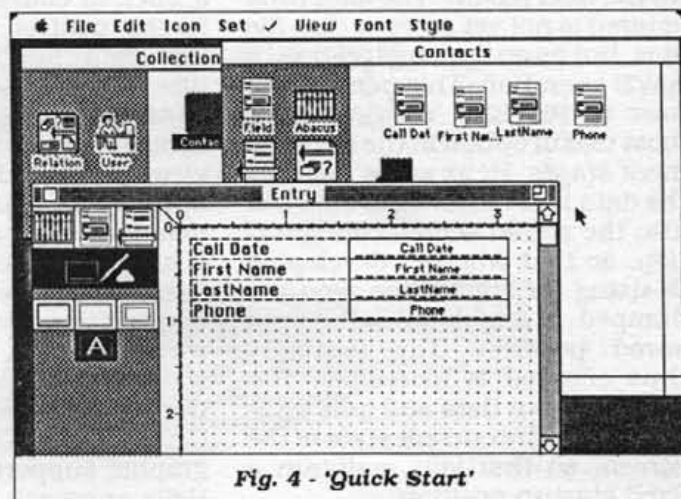 File Edit Icon Set ✓ View Font Style
Collection
Contacts
Field
Abacus
Call Dat
First Na...
LastName
Phone
Relation
User
Contac
Entry
0
1
2
3
0
Call Date
Call Date
First Name
First Name
LastName
LastName
Phone
Phone
1
A
2
Fig. 4 - 'Quick Start'